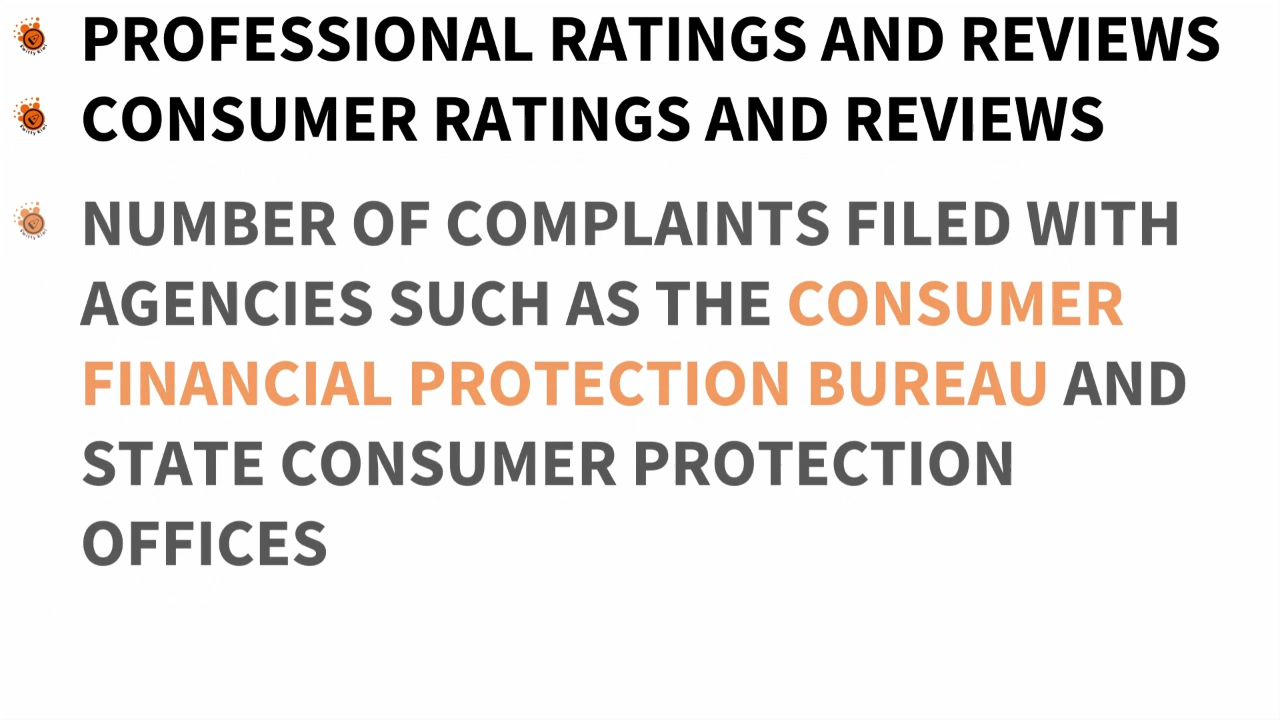 PROFESSIONAL RATINGS AND REVIEWS
CONSUMER RATINGS AND REVIEWS
NUMBER OF COMPLAINTS FILED WITH
AGENCIES SUCH AS THE CONSUMER
FINANCIAL PROTECTION BUREAU AND
STATE CONSUMER PROTECTION
OFFICES